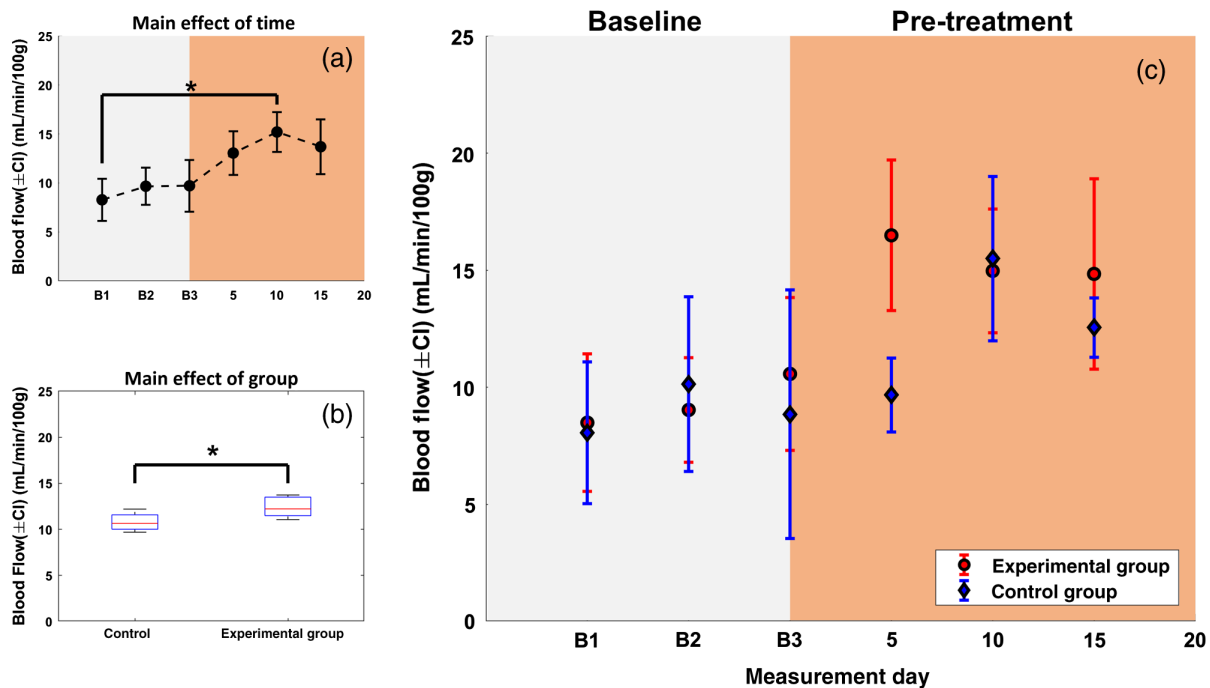 Main effect of time
(a)
*
25
20
15
10
5
0
Blood flow(±CI) (mL/min/100g)
B1 B2 B3 5 10 15 20
Main effect of group
(b)
*
25
20
15
10
5
0
Blood Flow(±CI) (mL/min/100g)
Control Experimental group
Baseline Pre-treatment
(c)
25
20
15
10
5
0
Blood flow(±CI) (mL/min/100g)
Experimental group
Control group
B1 B2 B3 5 10 15 20
Measurement day